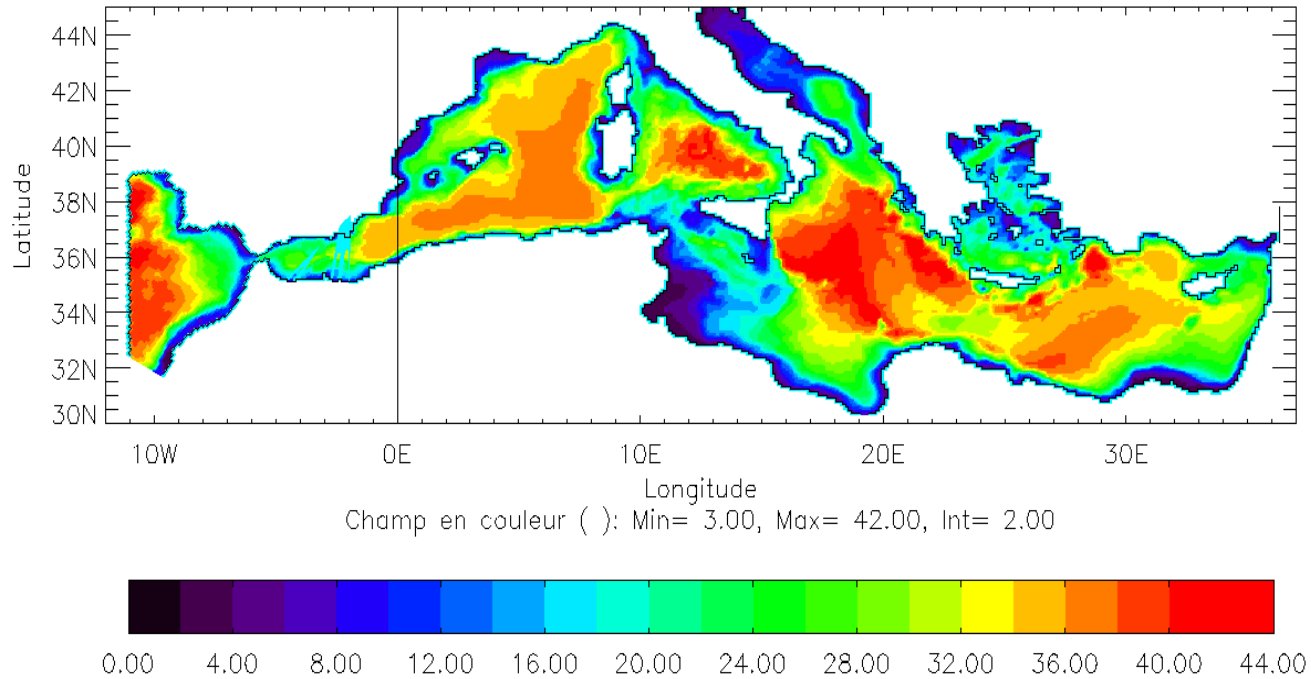 44N
42N
40N
38N
36N
34N
32N
30N
Latitude
10W 0E 10E 20E 30E
Longitude
Champ en couleur ( ): Min= 3.00, Max= 42.00, Int= 2.00
0.00 4.00 8.00 12.00 16.00 20.00 24.00 28.00 32.00 36.00 40.00 44.00